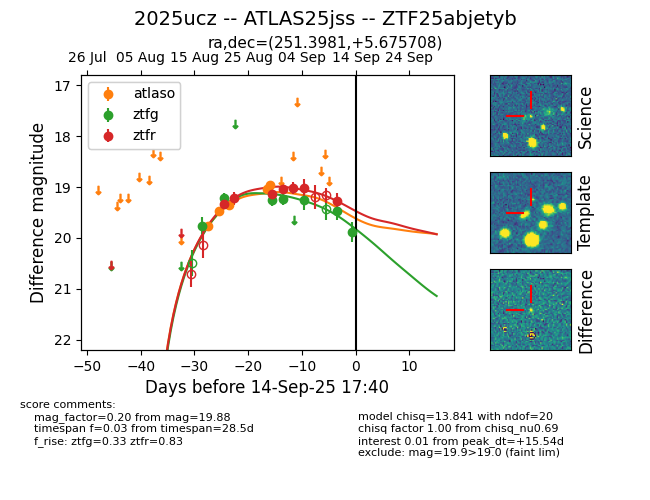 2025ucz -- ATLAS25jss -- ZTF25abjetyb
ra,dec=(251.3981,+5.675708)
26 Jul 05 Aug 15 Aug 25 Aug 04 Sep 14 Sep 24 Sep
17
18
19
20
21
22
Difference magnitude
atlaso
ztfg
ztfr
−50 −40 −30 −20 −10 0 10
Days before 14-Sep-25 17:40
Science
Template
Difference
score comments:
mag_factor=0.20 from mag=19.88
timespan f=0.03 from timespan=28.5d
f_rise: ztfg=0.33 ztfr=0.83
model chisq=13.841 with ndof=20
chisq factor 1.00 from chisq_nu0.69
interest 0.01 from peak_dt=+15.54d
exclude: mag=19.9>19.0 (faint lim)